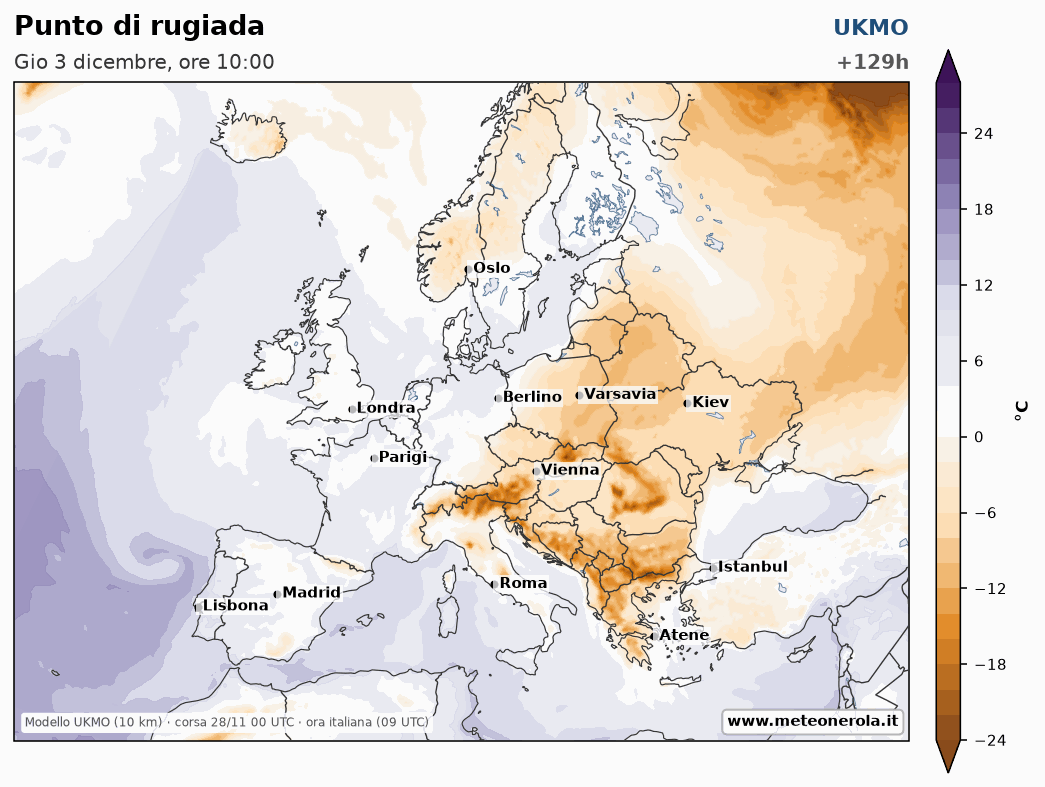 Punto di rugiada
UKMO
Gio 3 dicembre, ore 10:00
+129h
24
18
12
6
0
−6
−12
−18
−24
°C
Oslo
Berlino
Varsavia
Kiev
Londra
Parigi
Vienna
Istanbul
Roma
Madrid
Lisbona
Atene
Modello UKMO (10 km) · corsa 28/11 00 UTC · ora italiana (09 UTC)
www.meteonerola.it